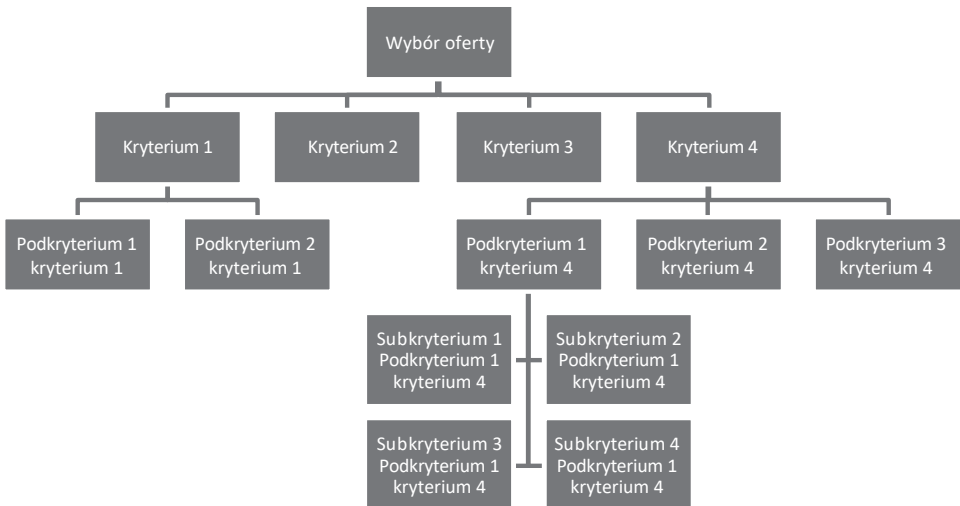 Wybór oferty
Kryterium 1
Kryterium 2
Kryterium 3
Kryterium 4
Podkryterium 1
kryterium 1
Podkryterium 2
kryterium 1
Podkryterium 1
kryterium 4
Podkryterium 2
kryterium 4
Podkryterium 3
kryterium 4
Subkryterium 1
Podkryterium 1
kryterium 4
Subkryterium 2
Podkryterium 1
kryterium 4
Subkryterium 3
Podkryterium 1
kryterium 4
Subkryterium 4
Podkryterium 1
kryterium 4